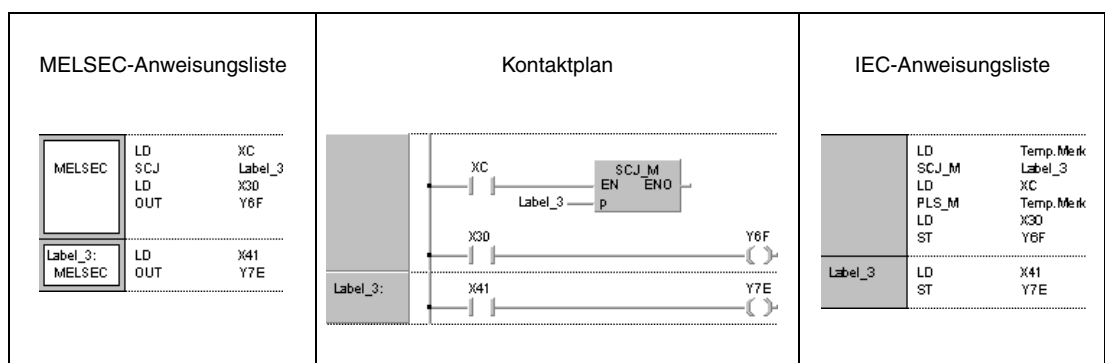 MELSEC-Anweisungsliste
Kontaktplan
IEC-Anweisungsliste
MELSEC
LD XC
SCJ Label_3
LD X30
OUT Y6F
Label_3:
MELSEC
LD X41
OUT Y7E
XC
SCJ_M
EN ENO
Label_3 p
X30 Y6F
Label_3:
X41 Y7E
LD Temp.Merk
SCJ_M Label_3
LD XC
PLS_M Temp.Merk
LD X30
ST Y6F
Label_3
LD X41
ST Y7E